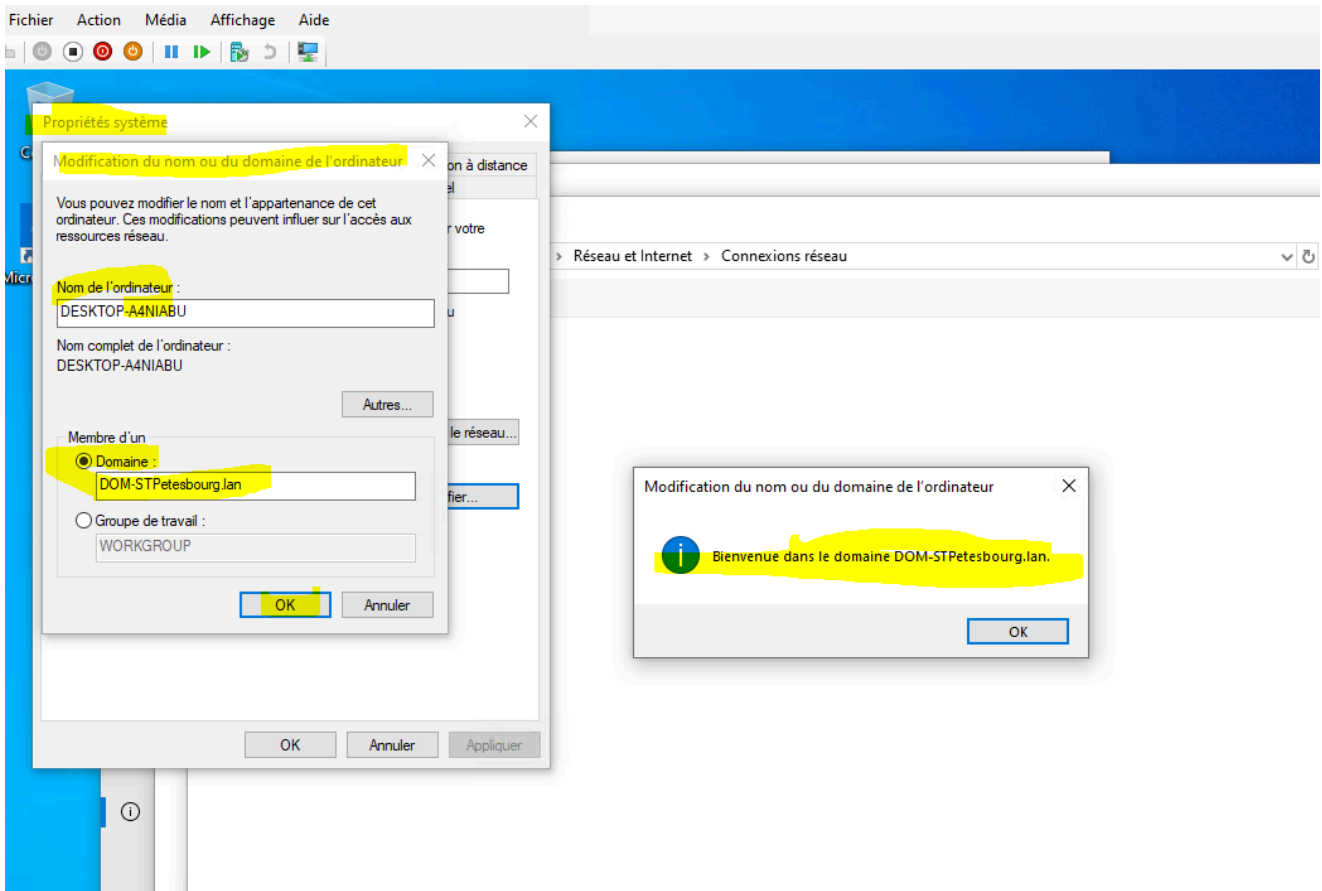 Fichier Action Média Affichage Aide
Propriétés système
Modification du nom ou du domaine de l'ordinateur
on à distance
el
Vous pouvez modifier le nom et l'appartenance de cet
ordinateur. Ces modifications peuvent influer sur l'accès aux
ressources réseau.
r votre
Réseau et Internet > Connexions réseau
Micr
Nom de l'ordinateur :
DESKTOP-A4NIABU
u
Nom complet de l'ordinateur :
DESKTOP-A4NIABU
Autres...
Membre d'un
le réseau...
Domaine :
DOM-STPetesbourg.lan
fier...
Groupe de travail :
WORKGROUP
OK Annuler
OK Annuler Appliquer
Modification du nom ou du domaine de l'ordinateur
Bienvenue dans le domaine DOM-STPetesbourg.lan.
OK